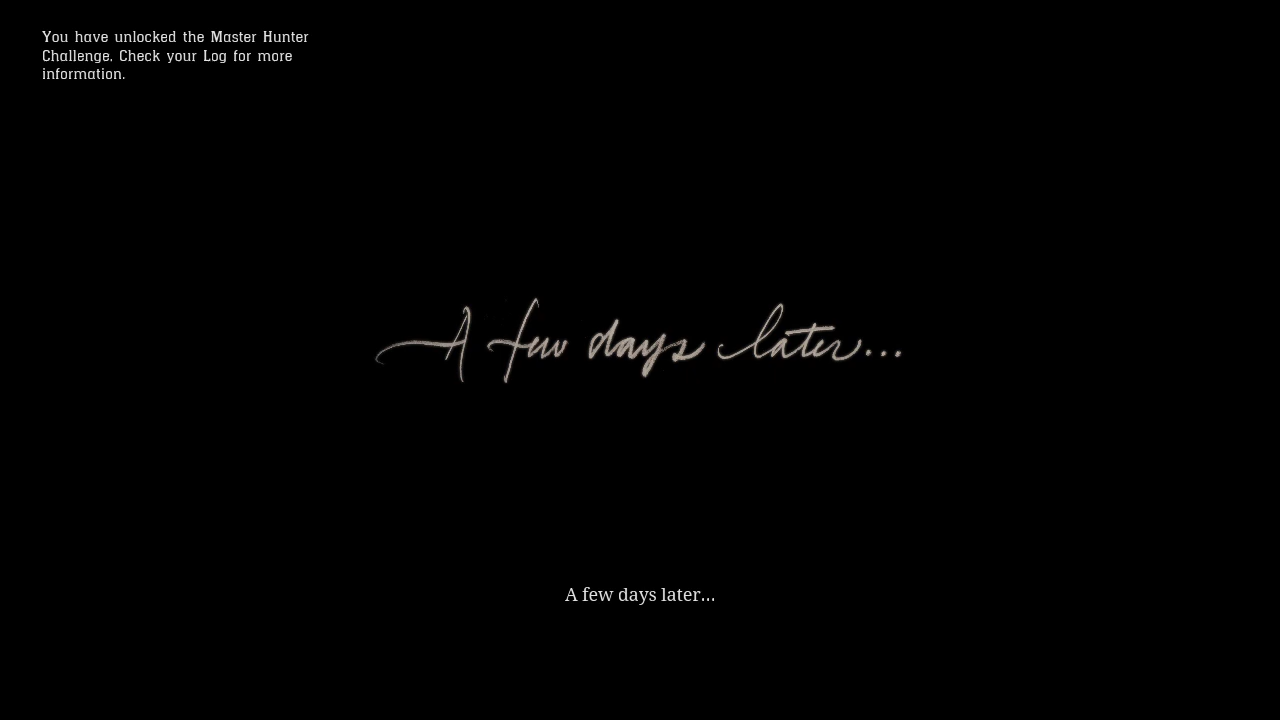 You have unlocked the Master Hunter
Challenge. Check your Log for more
information.
A few days later...
A few days later...